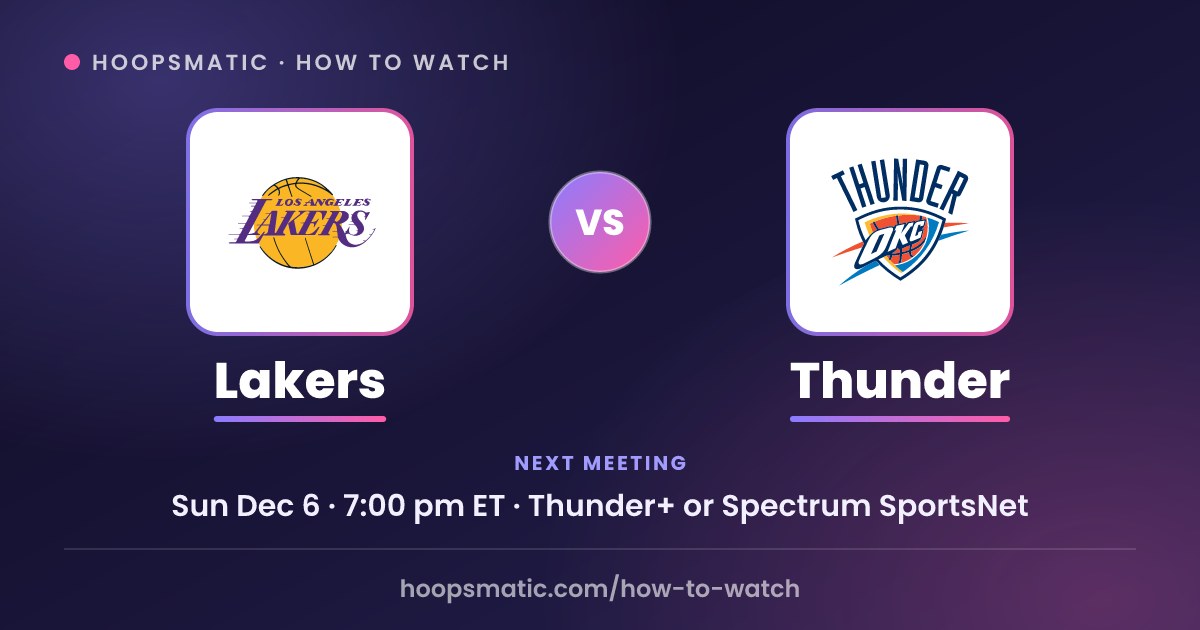 HOOPSMATIC · HOW TO WATCH
LOS ANGELES
LAKERS
VS
THUNDER
OKC
Lakers
Thunder
NEXT MEETING
Sun Dec 6 · 7:00 pm ET · Thunder+ or Spectrum SportsNet
hoopsmatic.com/how-to-watch